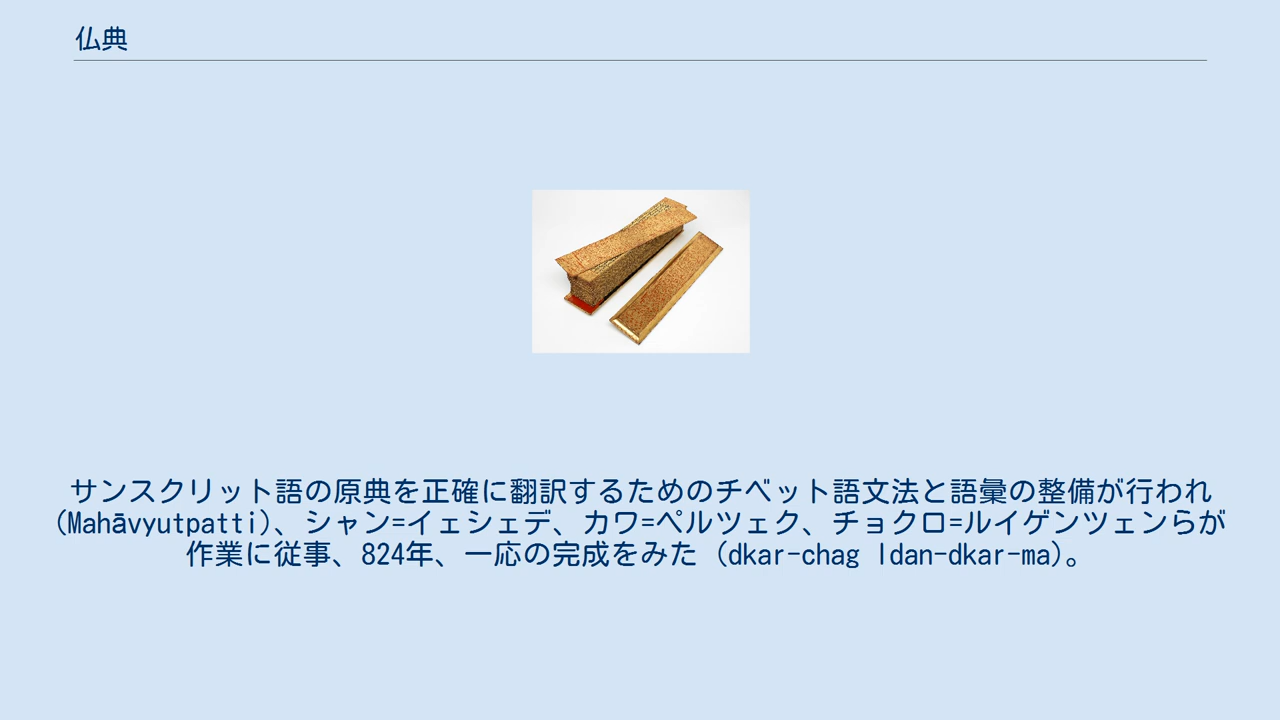 仏典
サンスクリット語の原典を正確に翻訳するためのチベット語文法と語彙の整備が行われ
(Mahāvyutpatti)、シャン=イェシェデ、カワ=ペルツェク、チョクロ=ルイゲンツェンらが
作業に従事、824年、一応の完成をみた (dkar-chag ldan-dkar-ma)。